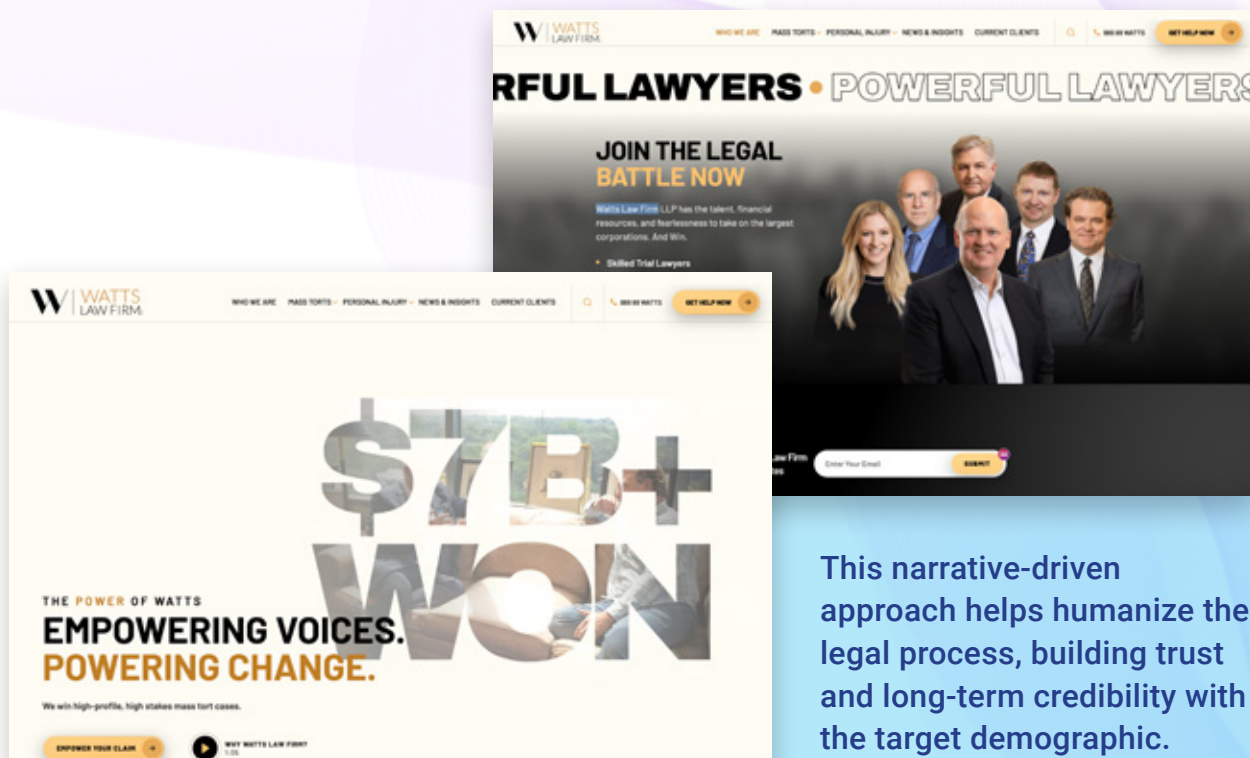 W WATTS
LAW FIRM
WHO WE ARE MASS TORTS PERSONAL INJURY NEWS & INSIGHTS CURRENT CLIENTS WATTS GET HELP NOW
RFUL LAWYERS • POWERFUL LAWYERS
JOIN THE LEGAL
BATTLE NOW
Watts Law Firm LLP has the talent, financial
resources, and fearlessness to take on the largest
corporations. And Win.
Skilled Trial Lawyers
Law Firm
Enter Your Email SUBMIT
W WATTS
LAW FIRM
WHO WE ARE MASS TORTS PERSONAL INJURY NEWS & INSIGHTS CURRENT CLIENTS WATTS GET HELP NOW
$7B+
WON
THE POWER OF WATTS
EMPOWERING VOICES.
POWERING CHANGE.
We win high-profile, high stakes mass tort cases.
EMPOWER YOUR CLAIM WHY WATTS LAW FIRM?
This narrative-driven
approach helps humanize the
legal process, building trust
and long-term credibility with
the target demographic.